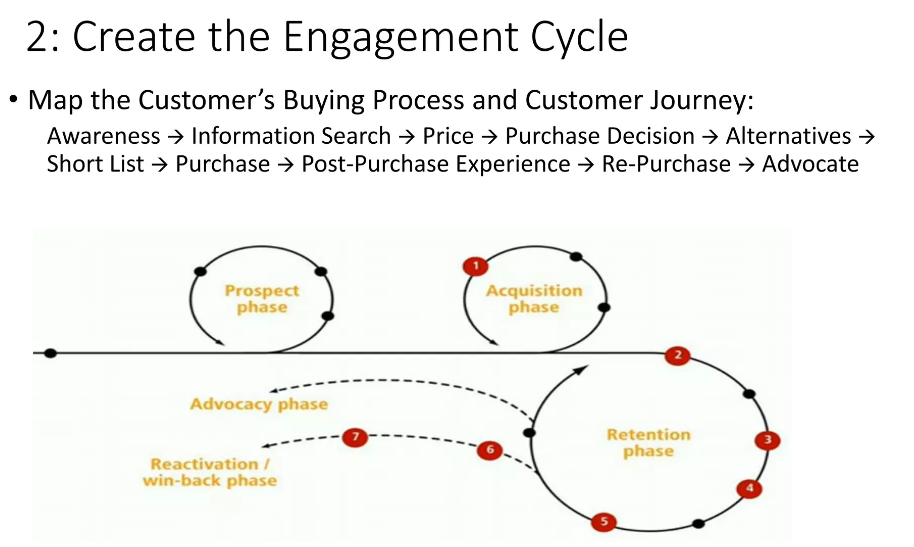 2: Create the Engagement Cycle
• Map the Customer's Buying Process and Customer Journey:
Awareness → Information Search → Price → Purchase Decision → Alternatives →
Short List → Purchase → Post-Purchase Experience → Re-Purchase → Advocate
Prospect
phase
1
Acquisition
phase
2
Advocacy phase
Retention
phase
3
7
6
Reactivation /
win-back phase
4
5